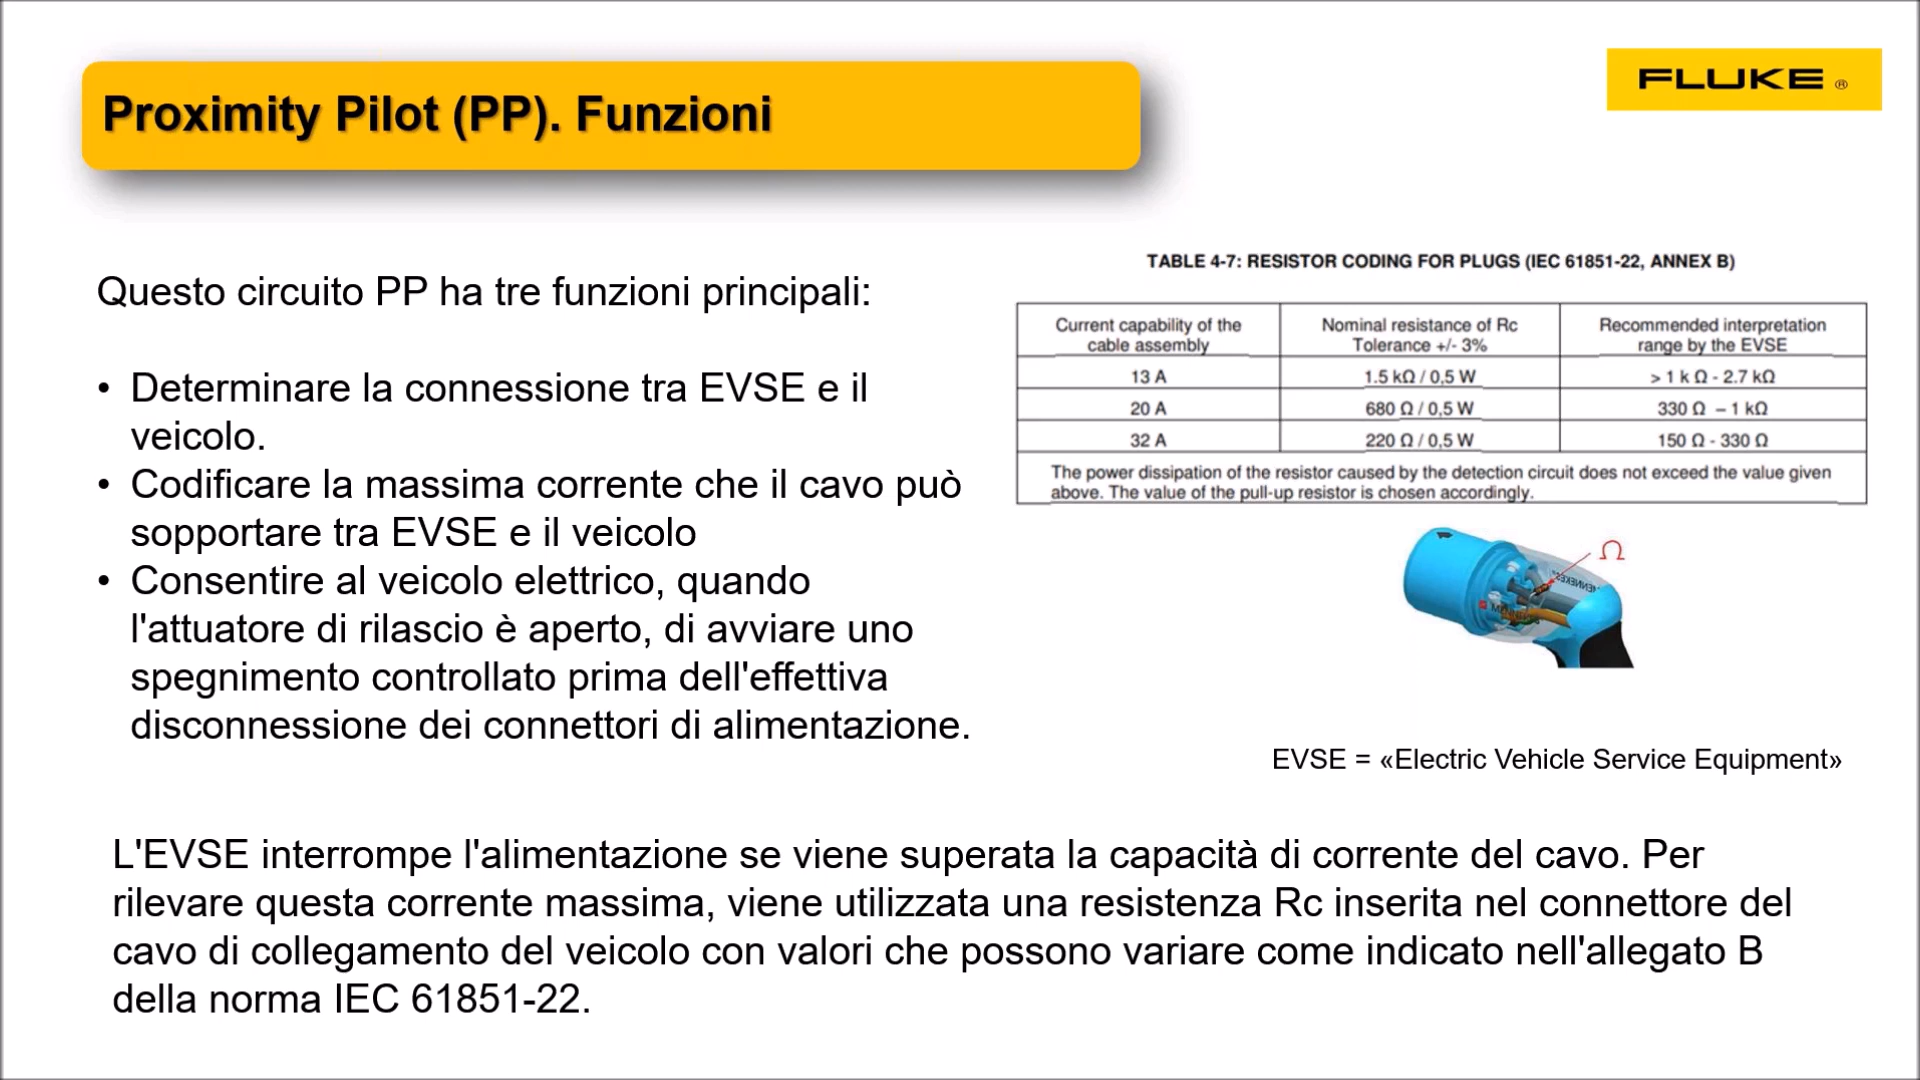 Proximity Pilot (PP). Funzioni
FLUKE ®
Questo circuito PP ha tre funzioni principali:
• Determinare la connessione tra EVSE e il
veicolo.
• Codificare la massima corrente che il cavo può
sopportare tra EVSE e il veicolo
• Consentire al veicolo elettrico, quando
l'attuatore di rilascio è aperto, di avviare uno
spegnimento controllato prima dell'effettiva
disconnessione dei connettori di alimentazione.
TABLE 4-7: RESISTOR CODING FOR PLUGS (IEC 61851-22, ANNEX B)
Current capability of the
cable assembly
Nominal resistance of Rc
Tolerance +/- 3%
Recommended interpretation
range by the EVSE
13 A 1.5 kΩ / 0,5 W > 1 k Ω - 2.7 kΩ
20 A 680 Ω / 0,5 W 330 Ω – 1 kΩ
32 A 220 Ω / 0,5 W 150 Ω - 330 Ω
The power dissipation of the resistor caused by the detection circuit does not exceed the value given
above. The value of the pull-up resistor is chosen accordingly.
Ω
MENNEKES
EVSE = «Electric Vehicle Service Equipment»
L'EVSE interrompe l'alimentazione se viene superata la capacità di corrente del cavo. Per
rilevare questa corrente massima, viene utilizzata una resistenza Rc inserita nel connettore del
cavo di collegamento del veicolo con valori che possono variare come indicato nell'allegato B
della norma IEC 61851-22.